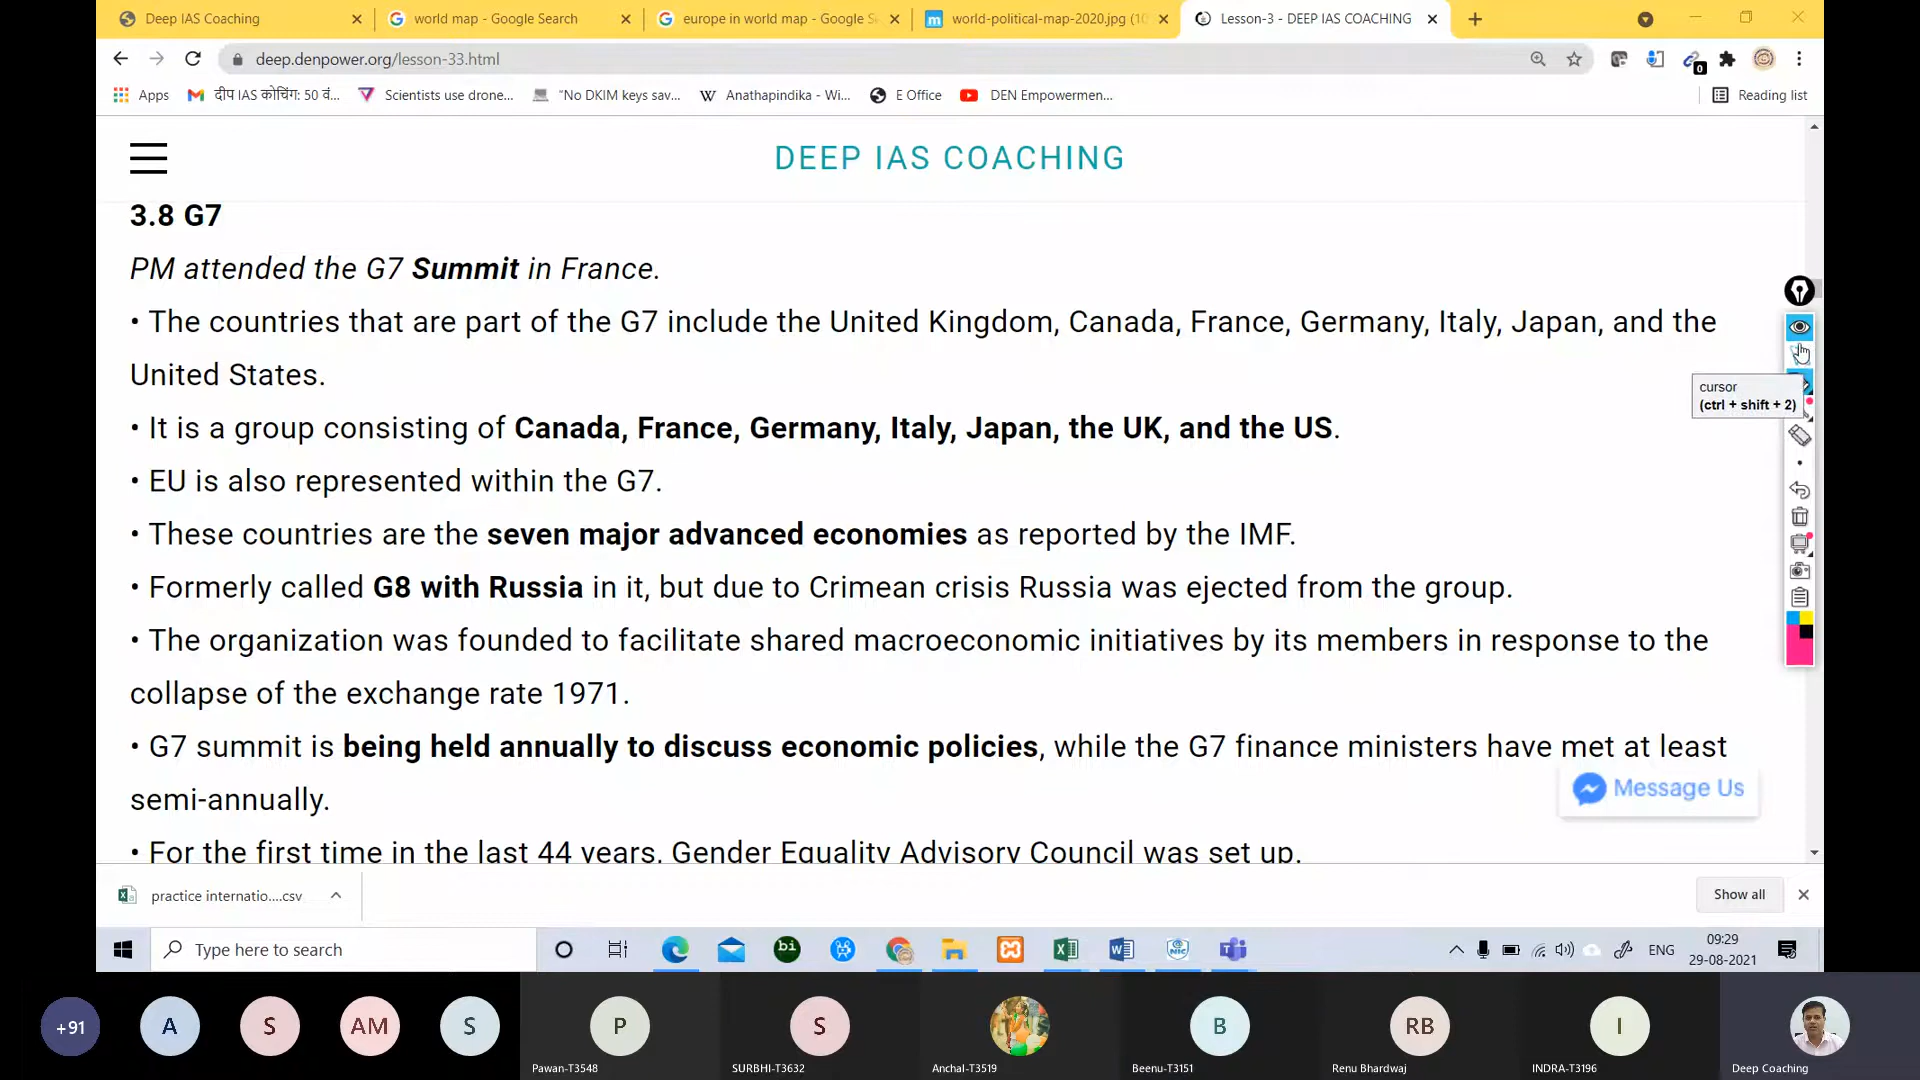 Deep IAS Coaching
world map - Google Search
europe in world map - Google S
world-political-map-2020.jpg (10
Lesson-3 - DEEP IAS COACHING
deep.denpower.org/lesson-33.html
Apps
दीप IAS कोचिंग: 50 वं...
Scientists use drone...
"No DKIM keys sav...
Anathapindika - Wi...
E Office
DEN Empowermen...
Reading list
DEEP IAS COACHING
3.8 G7
PM attended the G7 Summit in France.
• The countries that are part of the G7 include the United Kingdom, Canada, France, Germany, Italy, Japan, and the
United States.
cursor
(ctrl + shift + 2)
• It is a group consisting of Canada, France, Germany, Italy, Japan, the UK, and the US.
• EU is also represented within the G7.
• These countries are the seven major advanced economies as reported by the IMF.
• Formerly called G8 with Russia in it, but due to Crimean crisis Russia was ejected from the group.
• The organization was founded to facilitate shared macroeconomic initiatives by its members in response to the
collapse of the exchange rate 1971.
• G7 summit is being held annually to discuss economic policies, while the G7 finance ministers have met at least
semi-annually.
Message Us
• For the first time in the last 44 years, Gender Equality Advisory Council was set up.
practice internatio....csv
Show all
Type here to search
bi
NIC
ENG
09:29
29-08-2021
+91
A
S
AM
S
P
S
B
RB
I
Pawan-T3548
SURBHI-T3632
Anchal-T3519
Beenu-T3151
Renu Bhardwaj
INDRA-T3196
Deep Coaching